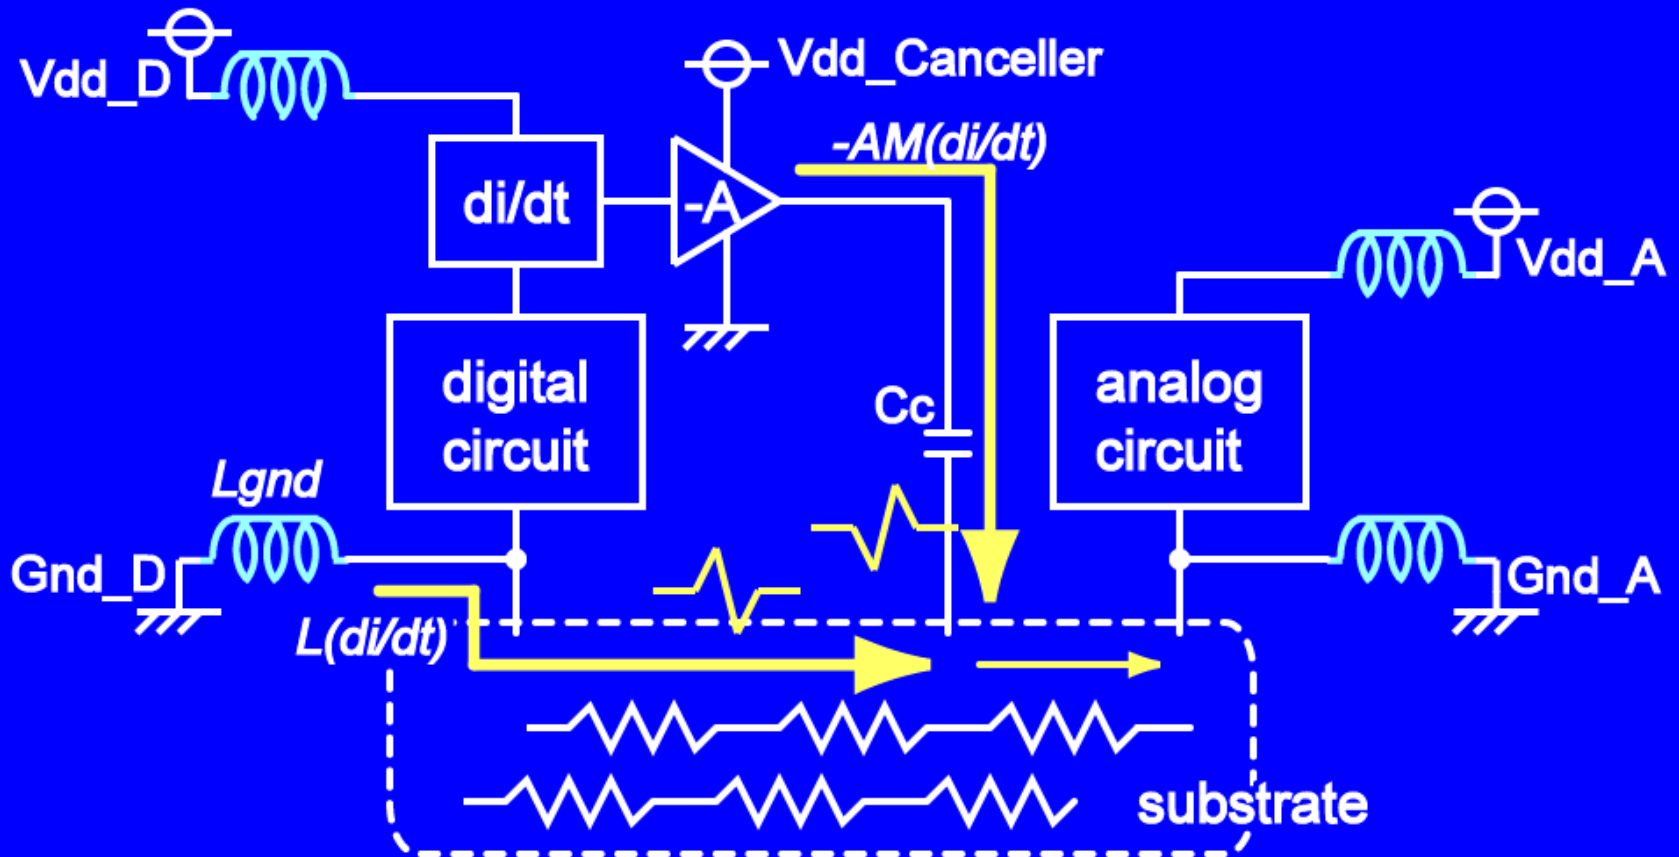 Vdd_D
Vdd_Canceller
-AM(di/dt)
di/dt
-A
Vdd_A
digital
circuit
Cc
analog
circuit
Lgnd
Gnd_D
Gnd_A
L(di/dt)
substrate